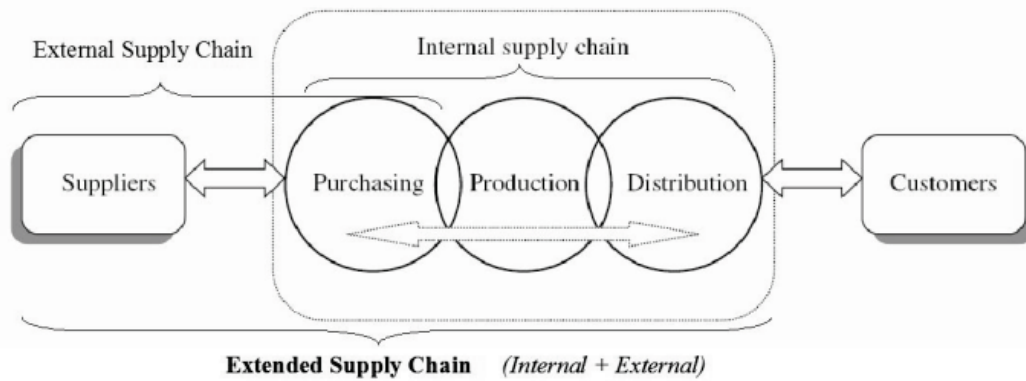 External Supply Chain
Internal supply chain
Suppliers
Purchasing
Production
Distribution
Customers
Extended Supply Chain (Internal + External)